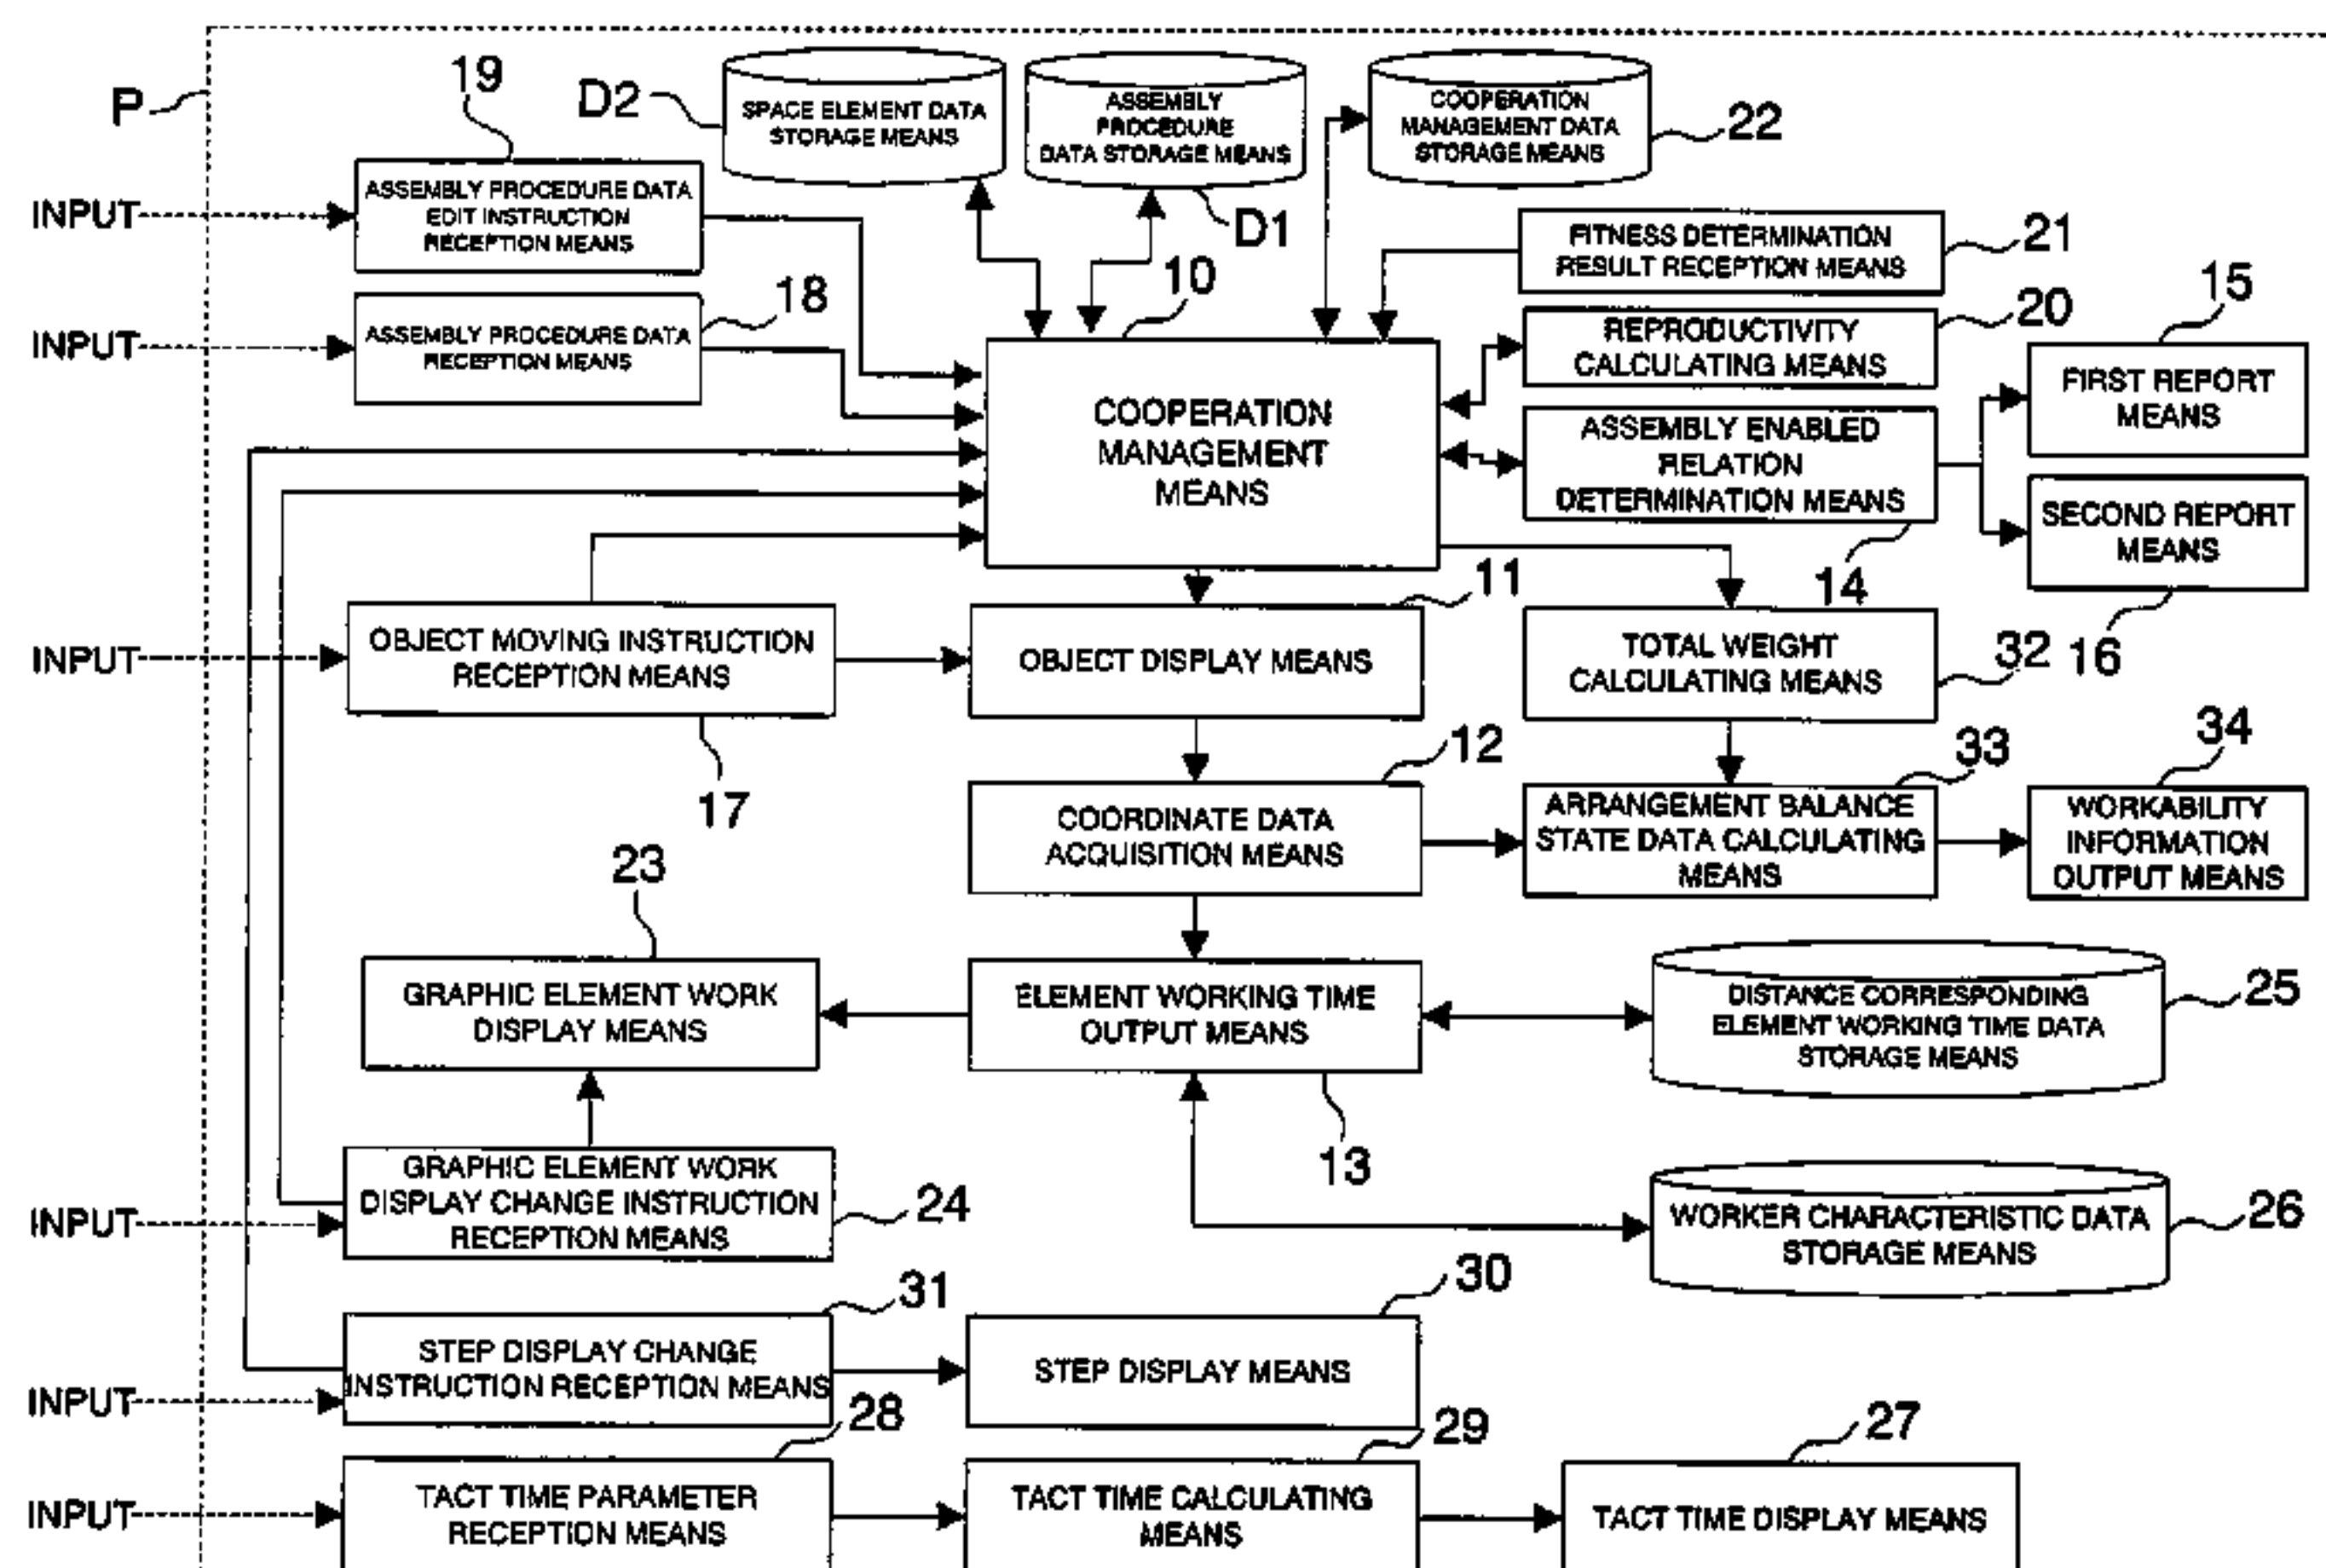 P
19
D2
SPACE ELEMENT DATA
STORAGE MEANS
ASSEMBLY
PROCEDURE
DATA STORAGE MEANS
D1
COOPERATION
MANAGEMENT DATA
STORAGE MEANS
22
INPUT
ASSEMBLY PROCEDURE DATA
EDIT INSTRUCTION
RECEPTION MEANS
FITNESS DETERMINATION
RESULT RECEPTION MEANS
21
10
18
15
INPUT
ASSEMBLY PROCEDURE DATA
RECEPTION MEANS
REPRODUCTIVITY
CALCULATING MEANS
20
FIRST REPORT
MEANS
COOPERATION
MANAGEMENT
MEANS
ASSEMBLY ENABLED
RELATION
DETERMINATION MEANS
SECOND REPORT
MEANS
11
14
16
INPUT
OBJECT MOVING INSTRUCTION
RECEPTION MEANS
OBJECT DISPLAY MEANS
TOTAL WEIGHT
CALCULATING MEANS
32
17
12
33
34
COORDINATE DATA
ACQUISITION MEANS
ARRANGEMENT BALANCE
STATE DATA CALCULATING
MEANS
WORKABILITY
INFORMATION
OUTPUT MEANS
23
GRAPHIC ELEMENT WORK
DISPLAY MEANS
ELEMENT WORKING TIME
OUTPUT MEANS
DISTANCE CORRESPONDING
ELEMENT WORKING TIME DATA
STORAGE MEANS
25
13
INPUT
GRAPHIC ELEMENT WORK
DISPLAY CHANGE INSTRUCTION
RECEPTION MEANS
24
WORKER CHARACTERISTIC DATA
STORAGE MEANS
26
31
30
INPUT
STEP DISPLAY CHANGE
INSTRUCTION RECEPTION MEANS
STEP DISPLAY MEANS
28
29
27
INPUT
TACT TIME PARAMETER
RECEPTION MEANS
TACT TIME CALCULATING
MEANS
TACT TIME DISPLAY MEANS